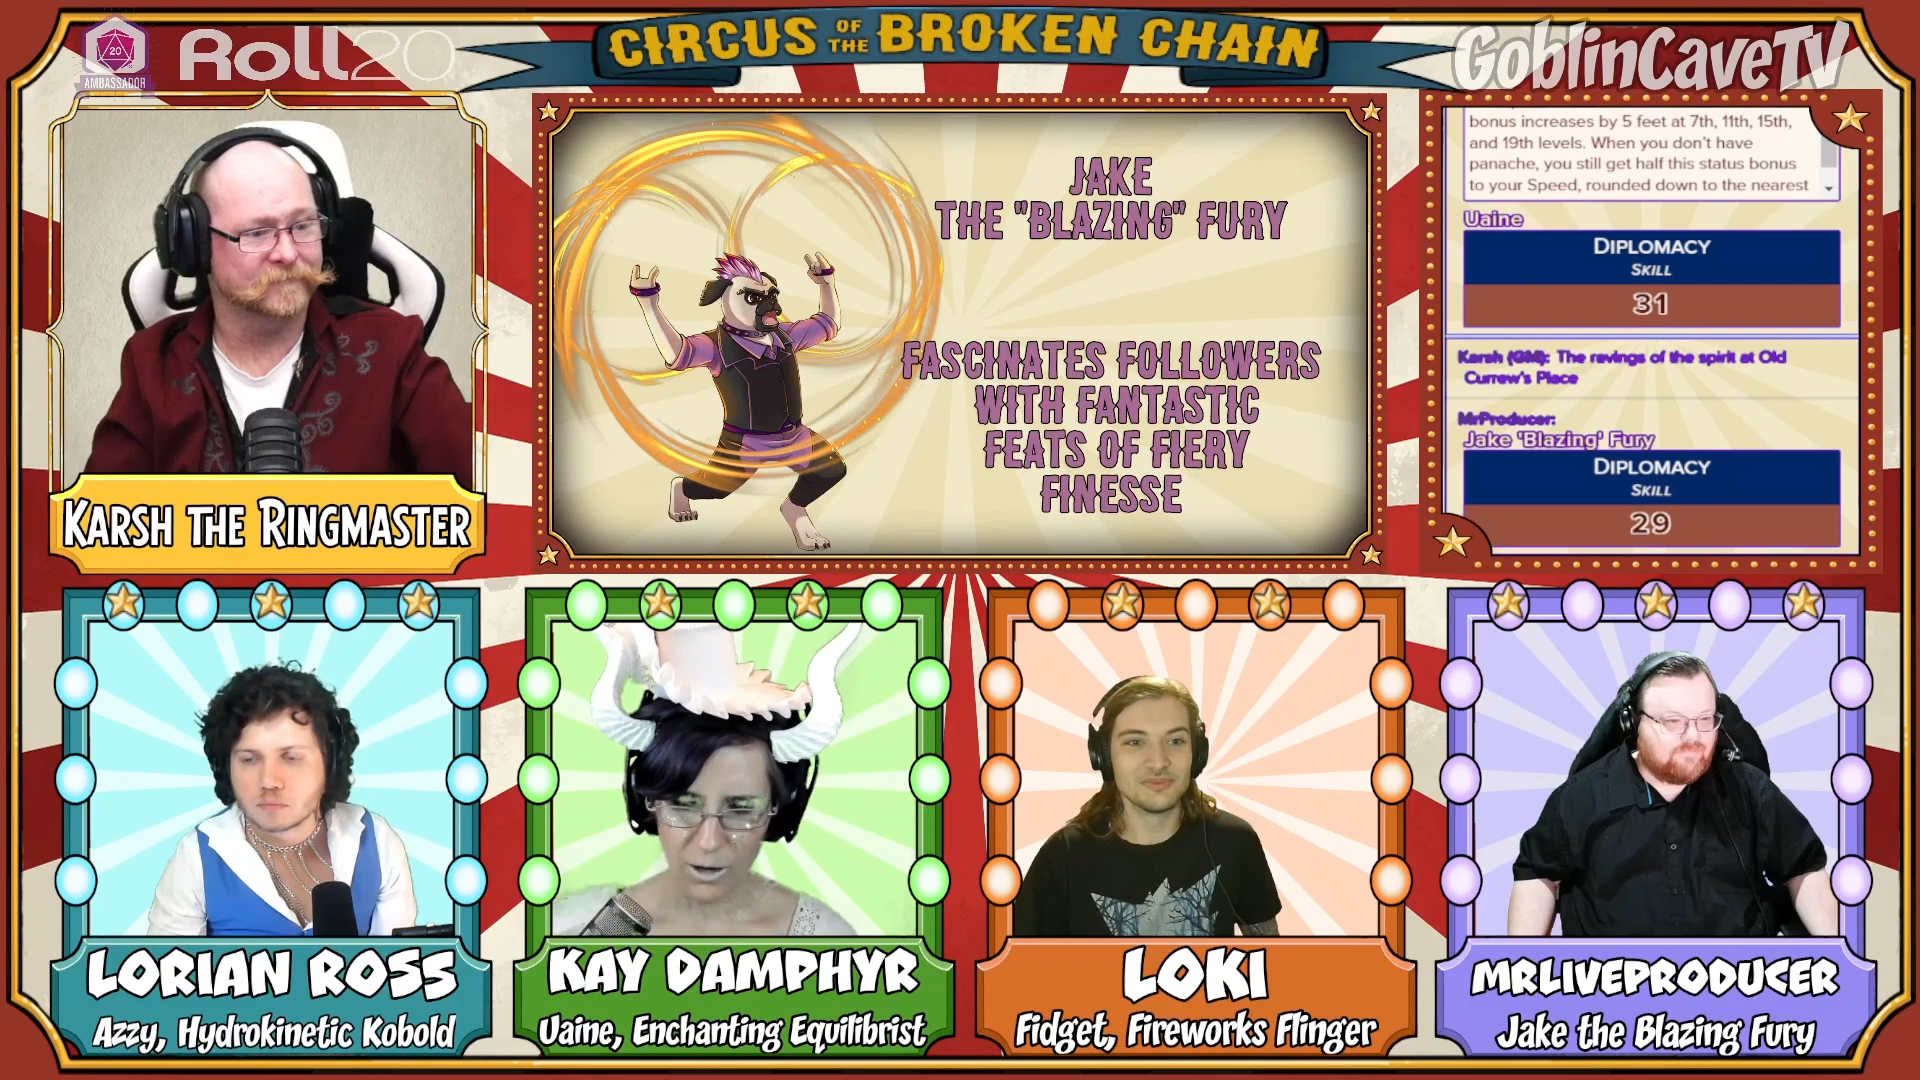 CIRCUS OF THE BROKEN CHAIN
20
AMBASSADOR
Roll20
GoblinCaveTV
KARSH THE RINGMASTER
JAKE
THE "BLAZING" FURY
FASCINATES FOLLOWERS
WITH FANTASTIC
FEATS OF FIERY
FINESSE
bonus increases by 5 feet at 7th, 11th, 15th,
and 19th levels. When you don't have
panache, you still get half this status bonus
to your Speed, rounded down to the nearest
Uaine
DIPLOMACY
SKILL
31
Karsh (GM): The ravings of the spirit at Old
Currew's Place
MrProducer:
Jake 'Blazing' Fury
DIPLOMACY
SKILL
29
LORIAN ROSS
Azzy, Hydrokinetic Kobold
KAY DAMPHYR
Uaine, Enchanting Equilibrist
LOKI
Fidget, Fireworks Flinger
MRLIVEPRODUCER
Jake the Blazing Fury